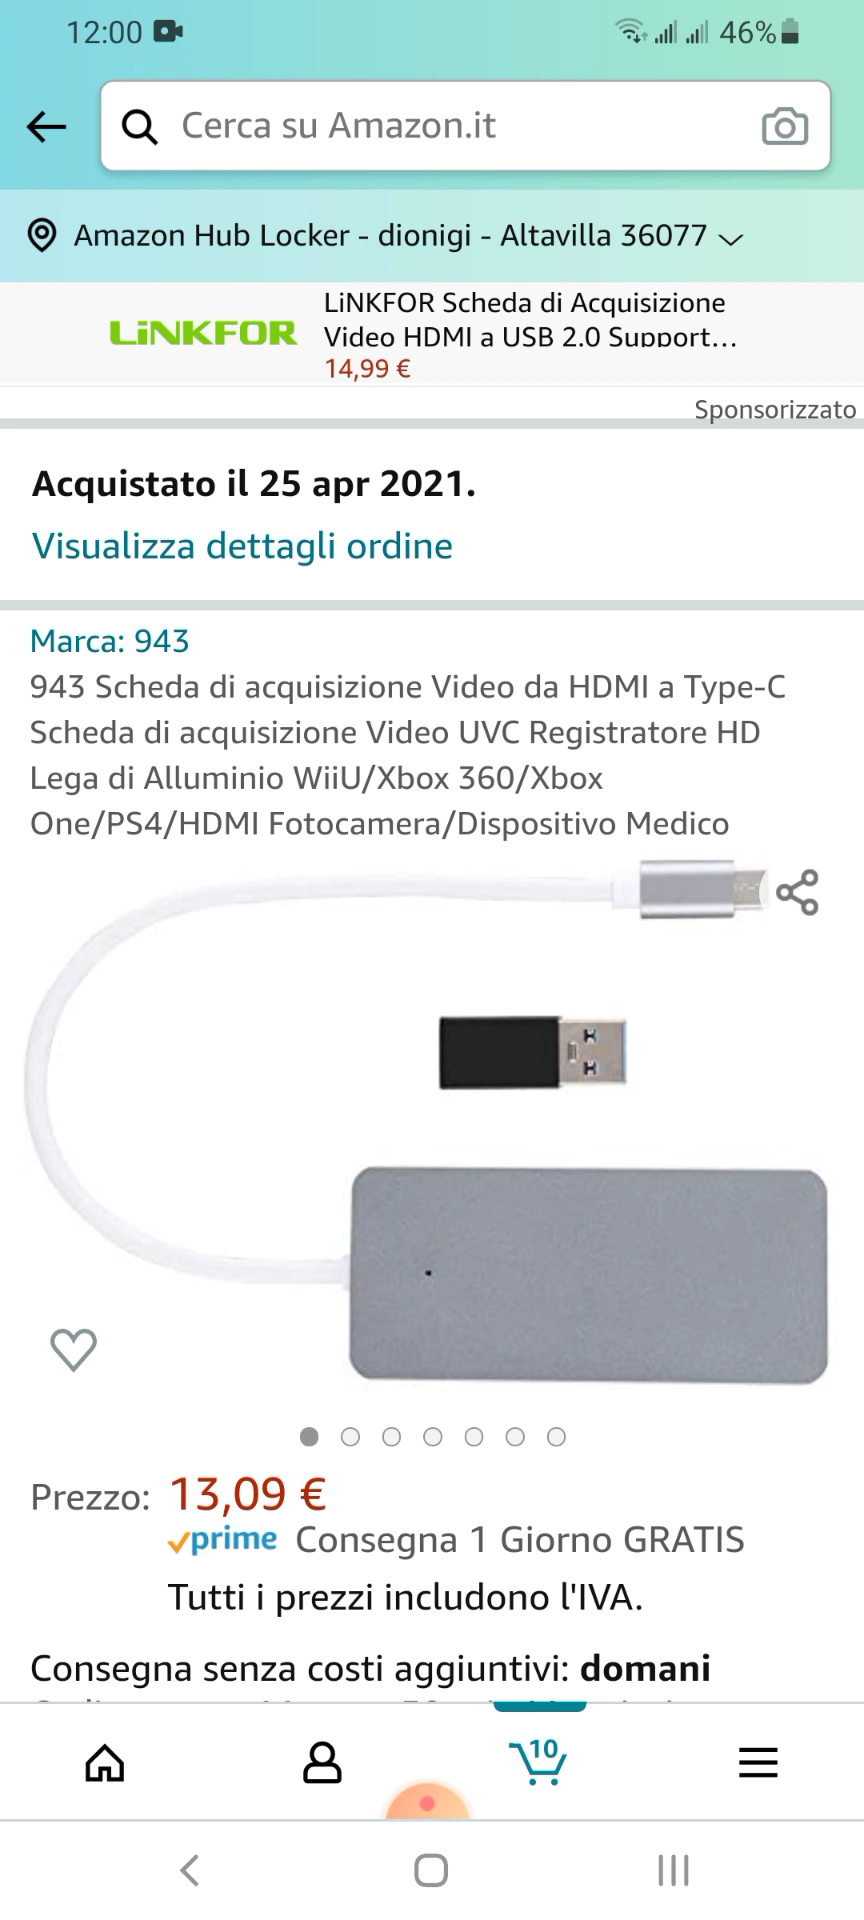 12:00
46%
Cerca su Amazon.it
Amazon Hub Locker - dionigi - Altavilla 36077
LiNKFOR
LiNKFOR Scheda di Acquisizione
Video HDMI a USB 2.0 Support...
14,99 €
Sponsorizzato
Acquistato il 25 apr 2021.
Visualizza dettagli ordine
Marca: 943
943 Scheda di acquisizione Video da HDMI a Type-C
Scheda di acquisizione Video UVC Registratore HD
Lega di Alluminio WiiU/Xbox 360/Xbox
One/PS4/HDMI Fotocamera/Dispositivo Medico
Prezzo: 13,09 €
prime Consegna 1 Giorno GRATIS
Tutti i prezzi includono l'IVA.
Consegna senza costi aggiuntivi: domani
10